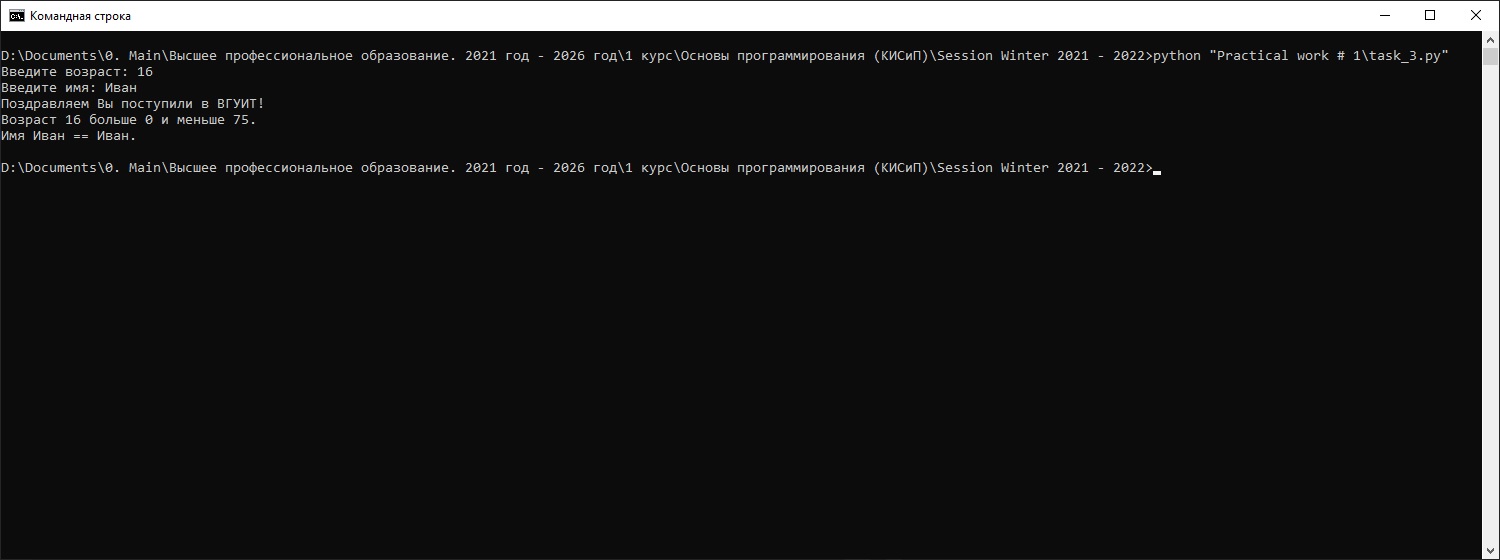 Командная строка
D:\Documents\0. Main\Высшее профессиональное образование. 2021 год - 2026 год\1 курс\Основы программирования (КИСиП)\Session Winter 2021 - 2022>python "Practical work # 1\task_3.py"
Введите возраст: 16
Введите имя: Иван
Поздравляем Вы поступили в ВГУИТ!
Возраст 16 больше 0 и меньше 75.
Имя Иван == Иван.
D:\Documents\0. Main\Высшее профессиональное образование. 2021 год - 2026 год\1 курс\Основы программирования (КИСиП)\Session Winter 2021 - 2022>